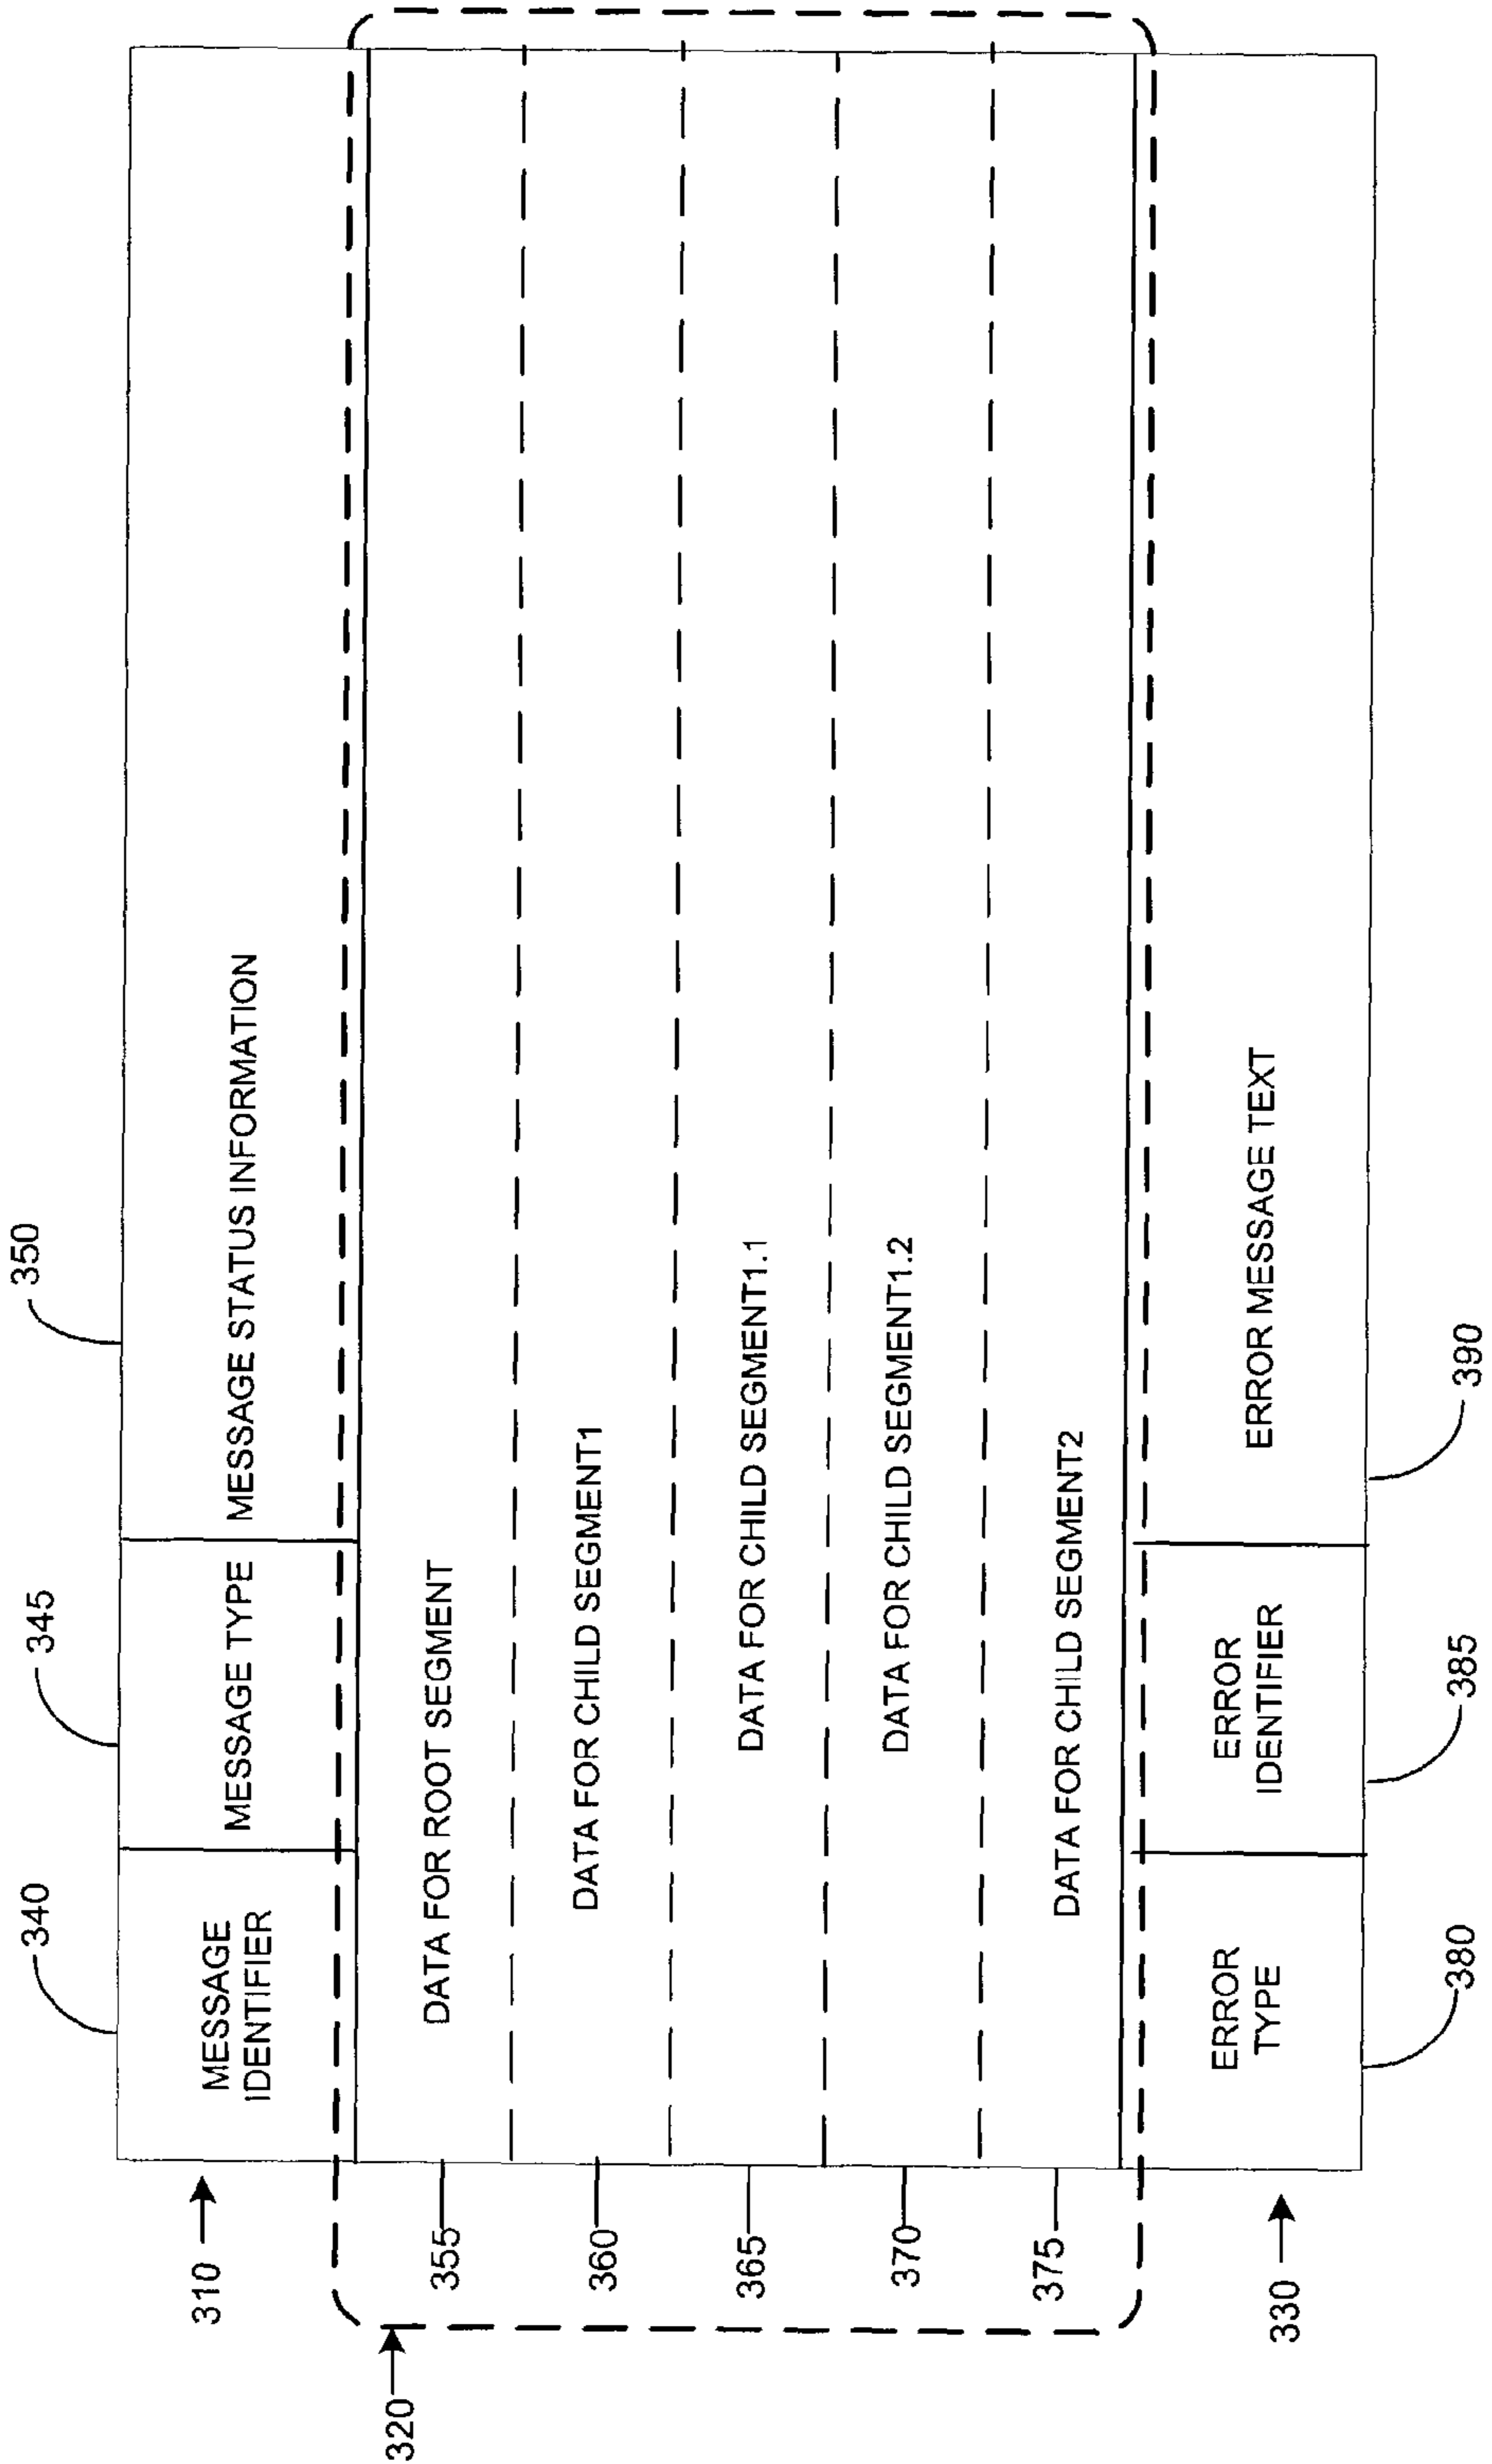 340
345
350
310
MESSAGE
IDENTIFIER
MESSAGE TYPE
MESSAGE STATUS INFORMATION
320
355
DATA FOR ROOT SEGMENT
360
DATA FOR CHILD SEGMENT1
365
DATA FOR CHILD SEGMENT1.1
370
DATA FOR CHILD SEGMENT1.2
375
DATA FOR CHILD SEGMENT2
330
ERROR
TYPE
ERROR
IDENTIFIER
ERROR MESSAGE TEXT
380
385
390